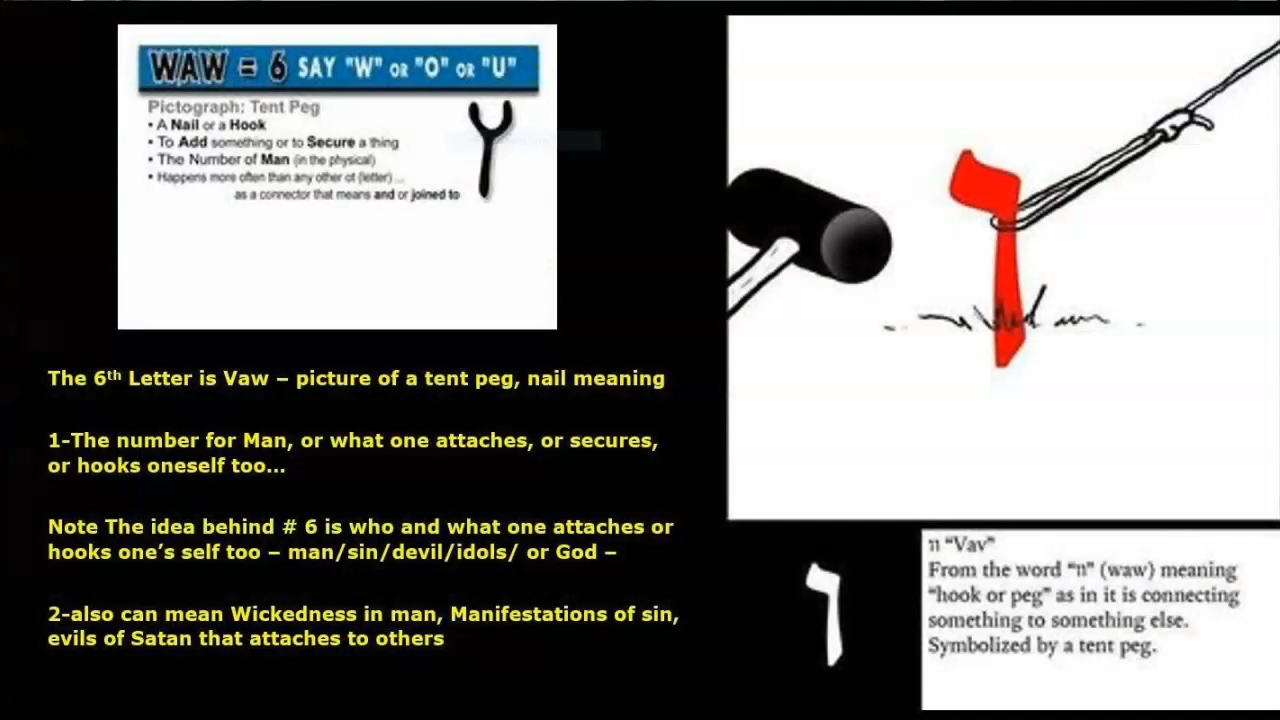 WAW = 6 SAY "W" OR "O" OR "U"
Pictograph: Tent Peg
• A Nail or a Hook
• To Add something or to Secure a thing
• The Number of Man (in the physical)
• Happens more often than any other ot (letter)...
as a connector that means and or joined to
The 6th Letter is Vaw – picture of a tent peg, nail meaning
1-The number for Man, or what one attaches, or secures,
or hooks oneself too...
Note The idea behind # 6 is who and what one attaches or
hooks one's self too – man/sin/devil/idols/ or God –
2-also can mean Wickedness in man, Manifestations of sin,
evils of Satan that attaches to others
ו
ו
וו “Vav”
From the word “וו” (waw) meaning
“hook or peg” as in it is connecting
something to something else.
Symbolized by a tent peg.